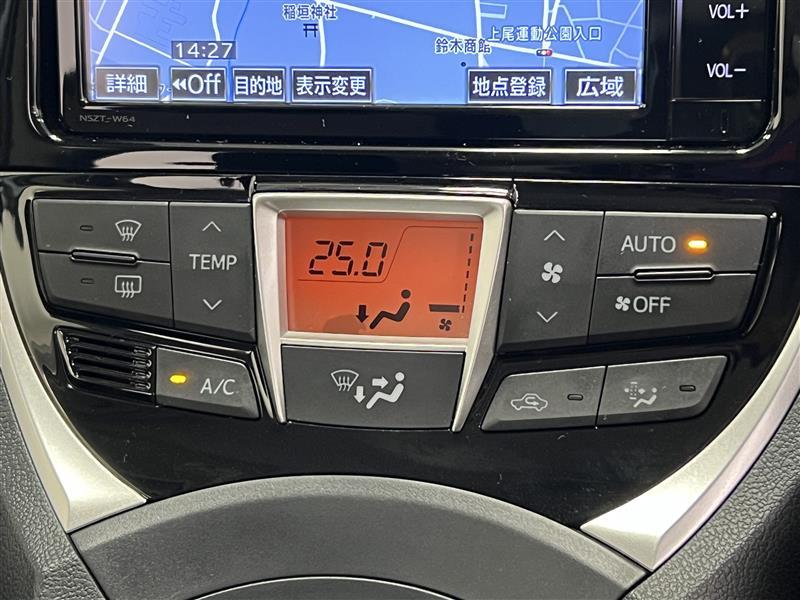 稲垣神社
VOL+
上尾運動公園入口
鈴木商館
14:27
VOL−
詳細
◂◂Off
目的地
表示変更
地点登録
広域
NSZT-W64
TEMP
25.0
AUTO
OFF
A/C